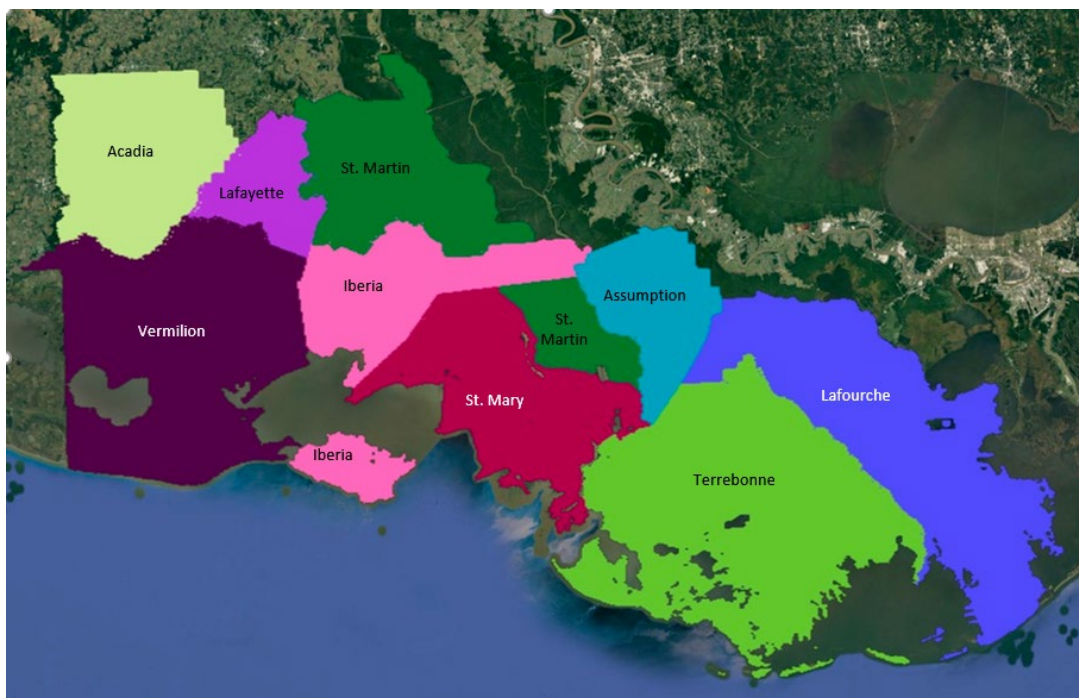 Acadia
St. Martin
Lafayette
Iberia
Assumption
Vermilion
St.
Martin
St. Mary
Lafourche
Iberia
Terrebonne